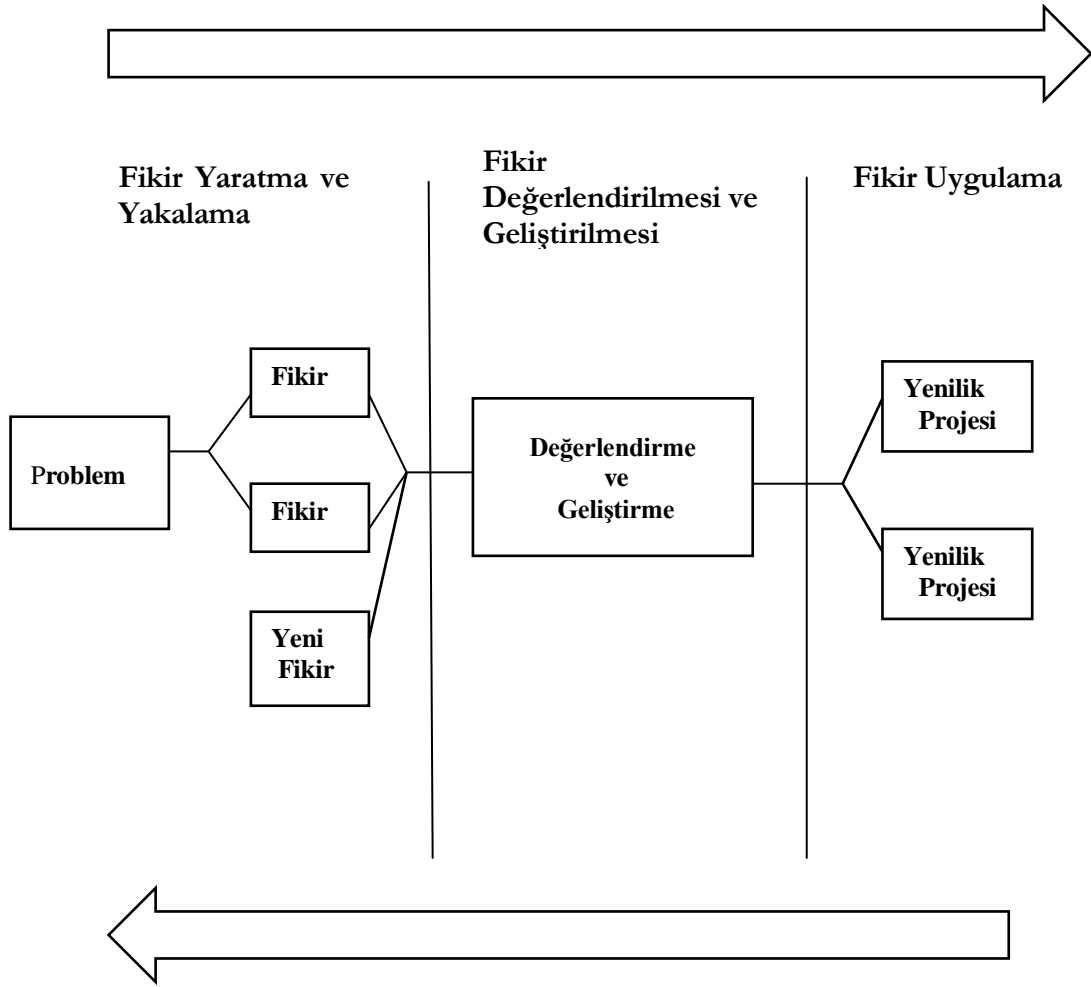 Fikir Yaratma ve
Yakalama
Fikir
Değerlendirilmesi ve
Geliştirilmesi
Fikir Uygulama
Problem
Fikir
Fikir
Yeni
Fikir
Değerlendirme
ve
Geliştirme
Yenilik
Projesi
Yenilik
Projesi